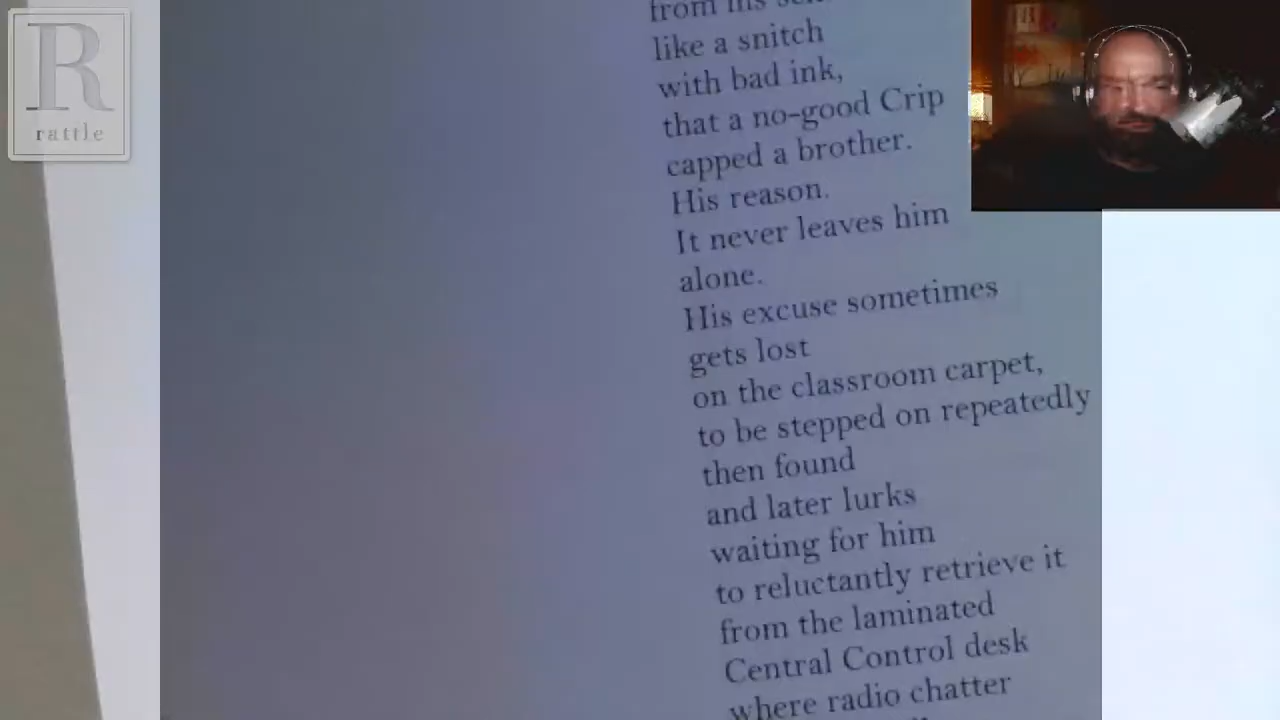 R
rattle
from his
like a snitch
with bad ink,
that a no-good Crip
capped a brother.
His reason.
It never leaves him
alone.
His excuse sometimes
gets lost
on the classroom carpet,
to be stepped on repeatedly
then found
and later lurks
waiting for him
to reluctantly retrieve it
from the laminated
Central Control desk
where radio chatter